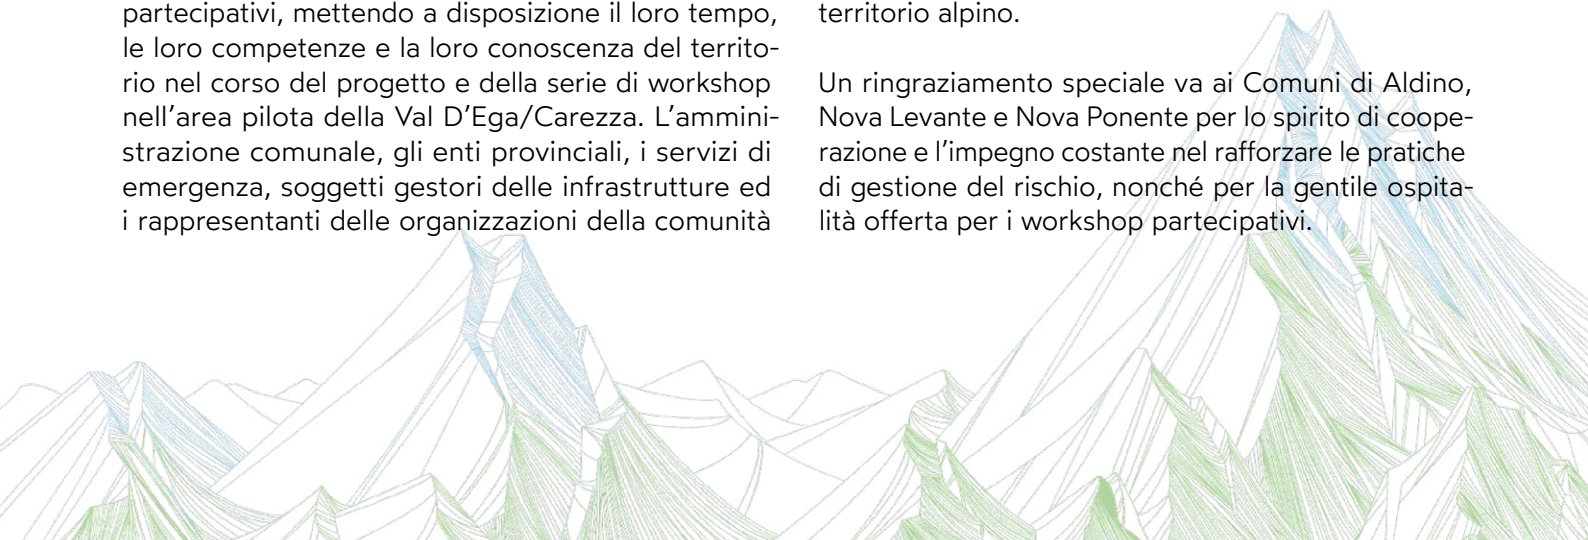 partecipativi, mettendo a disposizione il loro tempo,
le loro competenze e la loro conoscenza del territo-
rio nel corso del progetto e della serie di workshop
nell’area pilota della Val D’Ega/Carezza. L’ammini-
strazione comunale, gli enti provinciali, i servizi di
emergenza, soggetti gestori delle infrastrutture ed
i rappresentanti delle organizzazioni della comunità
territorio alpino.
Un ringraziamento speciale va ai Comuni di Aldino,
Nova Levante e Nova Ponente per lo spirito di coope-
razione e l’impegno costante nel rafforzare le pratiche
di gestione del rischio, nonché per la gentile ospita-
lità offerta per i workshop partecipativi.